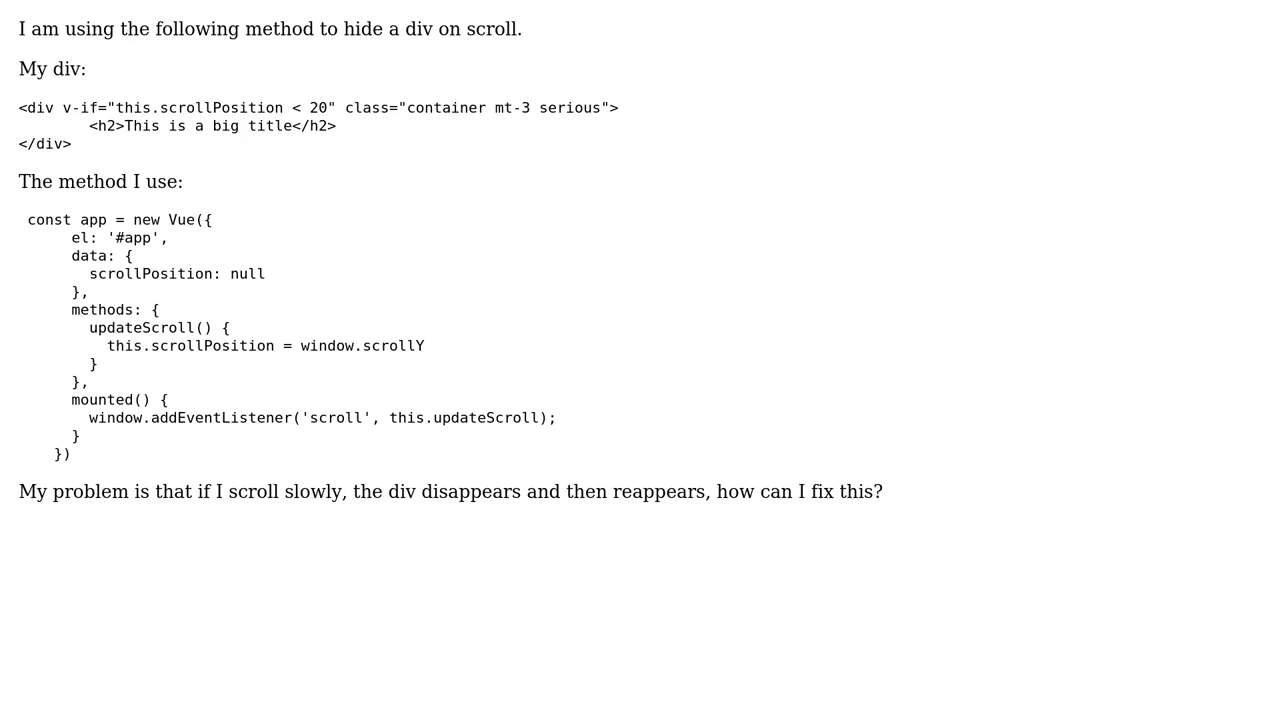 I am using the following method to hide a div on scroll.
My div:
<div v-if="this.scrollPosition < 20" class="container mt-3 serious">
        <h2>This is a big title</h2>
</div>
The method I use:
 const app = new Vue({
      el: '#app',
      data: {
        scrollPosition: null
      },
      methods: {
        updateScroll() {
          this.scrollPosition = window.scrollY
        }
      },
      mounted() {
        window.addEventListener('scroll', this.updateScroll);
      }
    })
My problem is that if I scroll slowly, the div disappears and then reappears, how can I fix this?